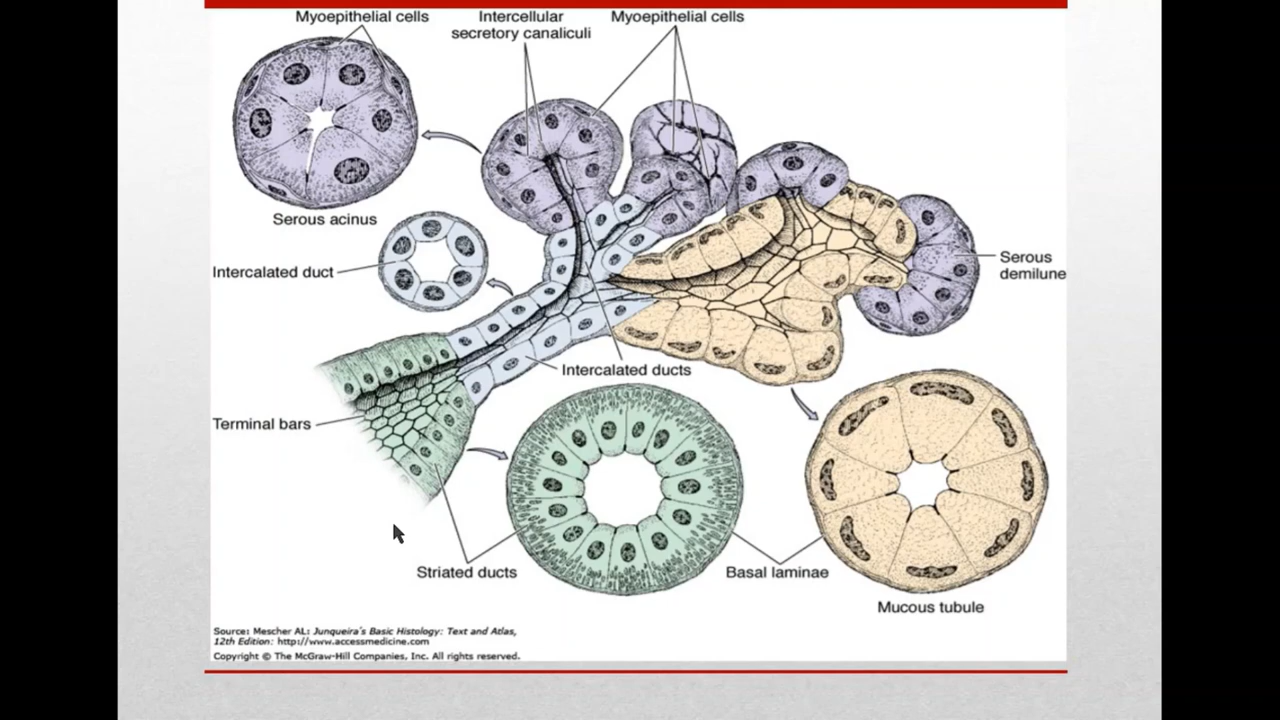 Myoepithelial cells
Intercellular
secretory canaliculi
Myoepithelial cells
Serous acinus
Intercalated duct
Serous
demilune
Intercalated ducts
Terminal bars
Striated ducts
Basal laminae
Mucous tubule
Source: Mescher AL: Junqueira's Basic Histology: Text and Atlas,
12th Edition: http://www.accessmedicine.com
Copyright © The McGraw-Hill Companies, Inc. All rights reserved.